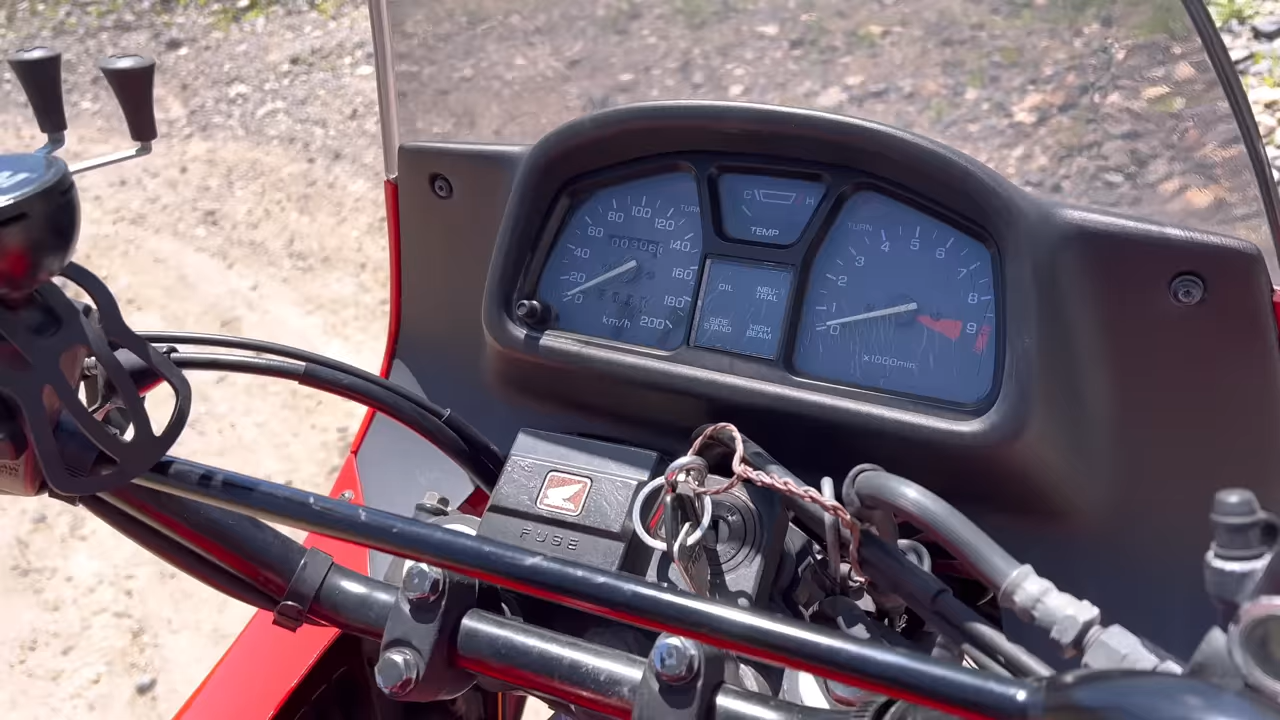 TURN
0
20
40
60
80
100
120
140
160
180
200
km/h
C H
TEMP
OIL
NEU-
TRAL
SIDE
STAND
HIGH
BEAM
TURN
0
1
2
3
4
5
6
7
8
9
x1000min
FUSE